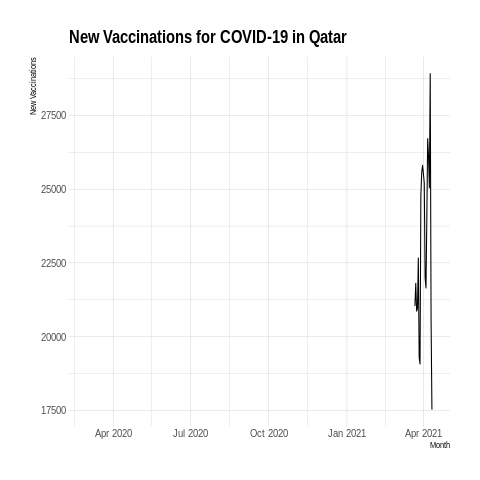 New Vaccinations for COVID-19 in Qatar
New Vaccinations
27500
25000
22500
20000
17500
Apr 2020 Jul 2020 Oct 2020 Jan 2021 Apr 2021
Month